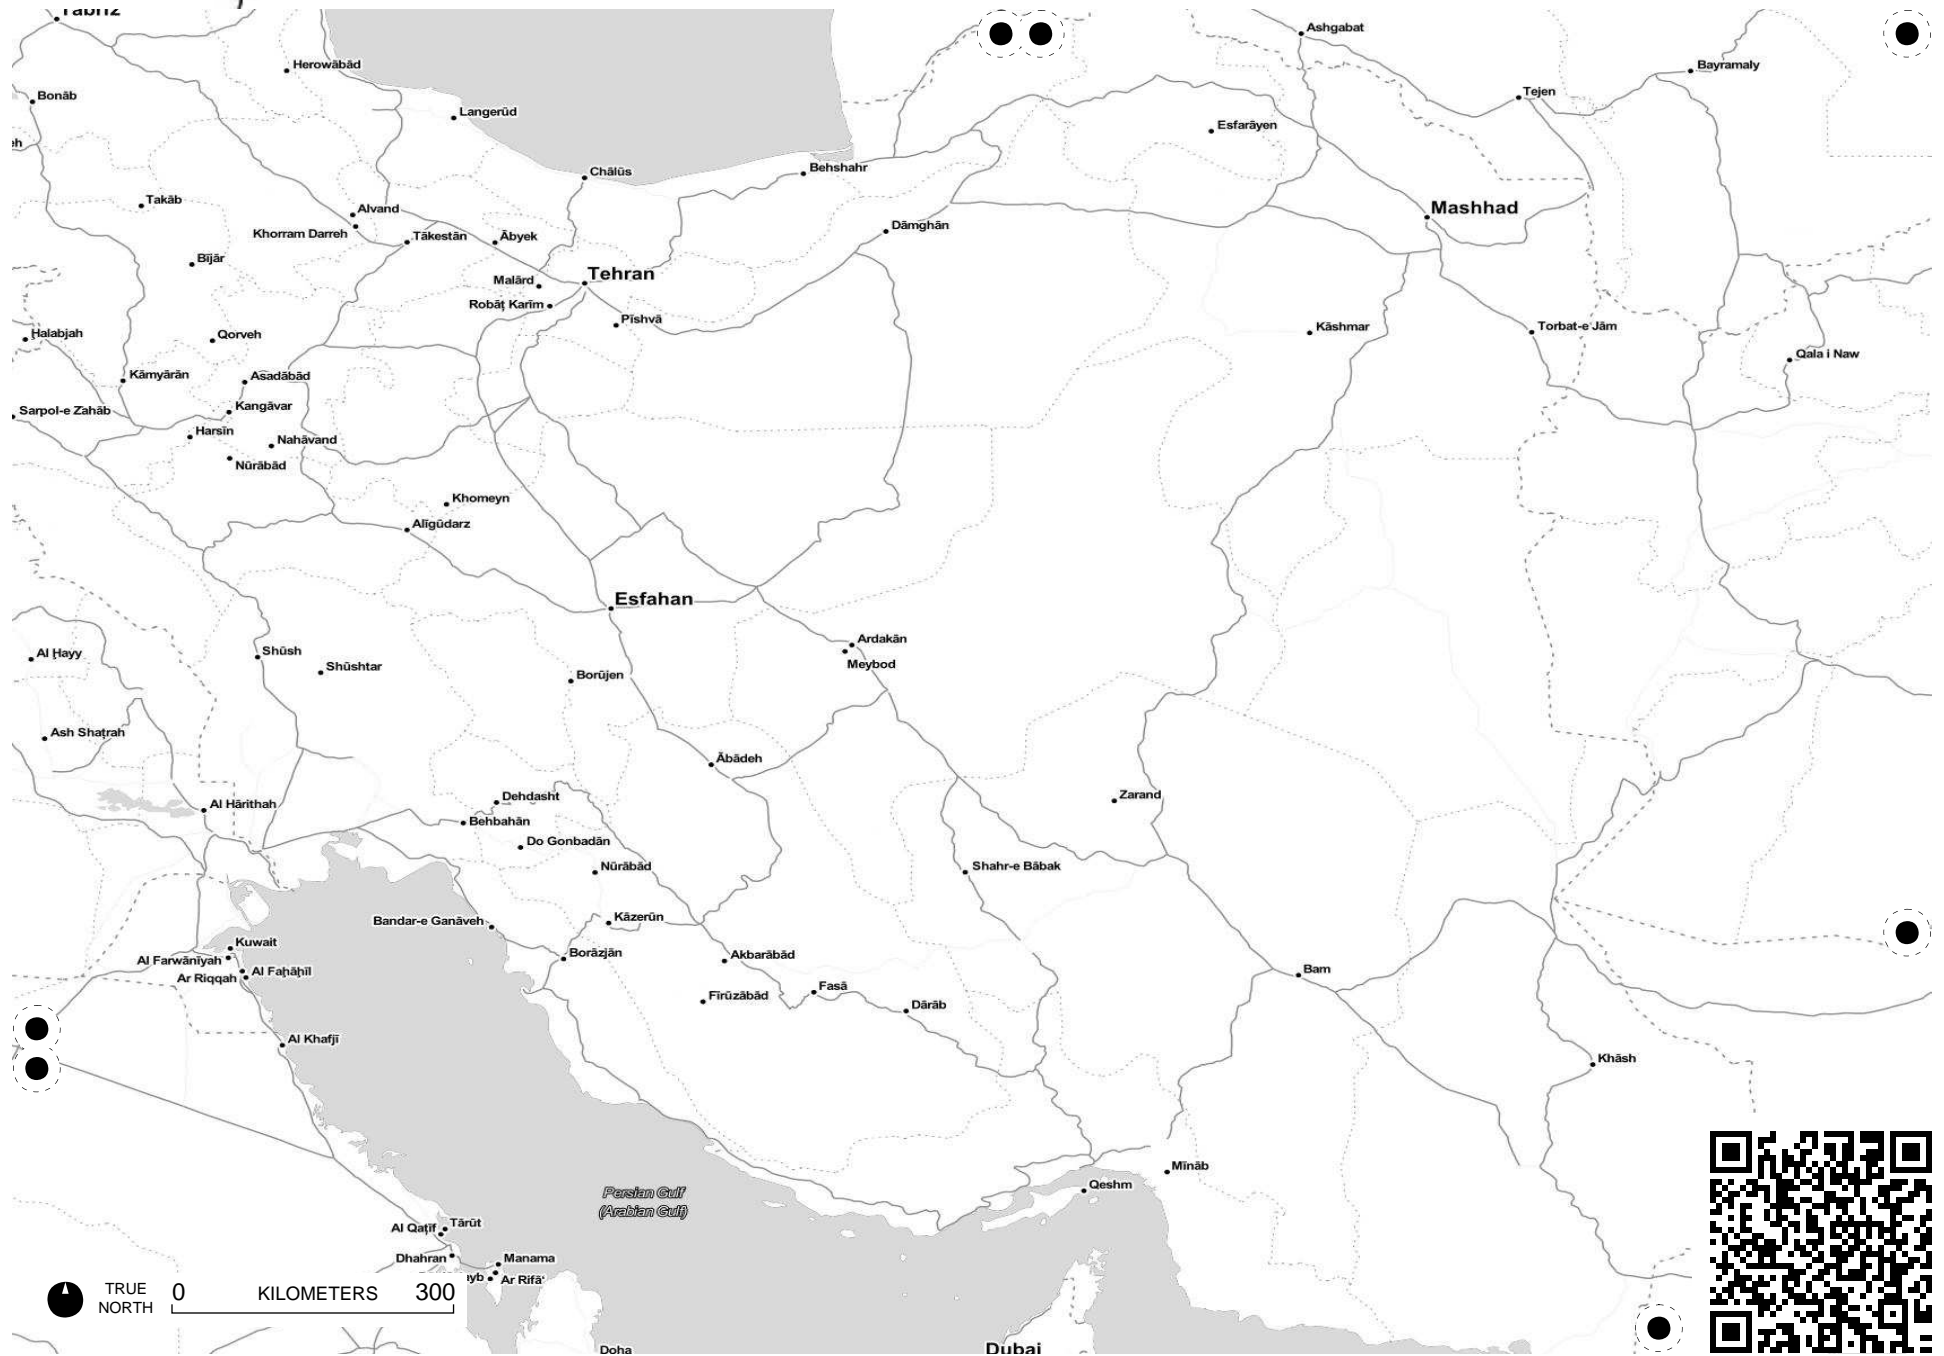 Tabrīz
Ashgabat
Herowābād
Bayramaly
Bonāb
Tejen
Langerūd
Esfarāyen
eh
Behshahr
Chālūs
Takāb
Alvand
Mashhad
Dāmghān
Khorram Darreh
Tākestān
Ābyek
Bījār
Tehran
Malārd
Robāţ Karīm
Pīshvā
Kāshmar
Torbat-e Jām
Ḩalabjah
Qorveh
Qala i Naw
Kāmyārān
Asadābād
Sarpol-e Z̄ahāb
Kangāvar
Harsīn
Nahāvand
Nūrābād
Khomeyn
Alīgūdarz
Esfahan
Ardakān
Al Ḩayy
Shūsh
Meybod
Shūshtar
Borūjen
Ash Shaţrah
Ābādeh
Dehdasht
Zarand
Al Hārithah
Behbahān
Do Gonbadān
Nūrābād
Shahr-e Bābak
Bandar-e Ganāveh
Kāzerūn
Kuwait
Borāzjān
Akbarābād
Al Farwānīyah
Al Faḩāḩīl
Bam
Ar Riqqah
Fīrūzābād
Fasā
Dārāb
Al Khafjī
Khāsh
Mīnāb
Qeshm
Persian Gulf
(Arabian Gulf)
Tārūt
Al Qaţīf
Dhahran
Manama
ayb
Ar Rifā'
TRUE
NORTH
0 KILOMETERS 300
Doha
Dubai